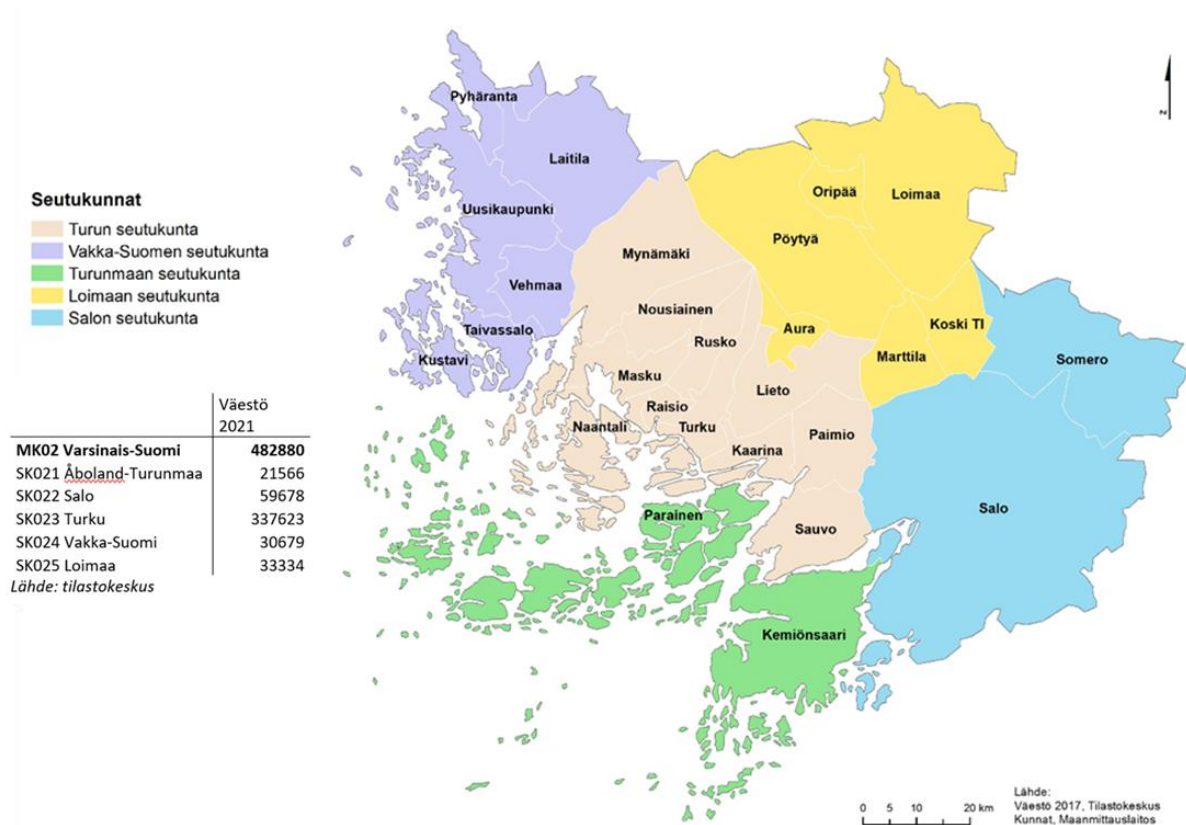 Seutukunnat
Turun seutukunta
Vakka-Suomen seutukunta
Turunmaan seutukunta
Loimaan seutukunta
Salon seutukunta
Väestö
2021
MK02 Varsinais-Suomi 482880
SK021 Åboland-Turunmaa 21566
SK022 Salo 59678
SK023 Turku 337623
SK024 Vakka-Suomi 30679
SK025 Loimaa 33334
Lähde: tilastokeskus
Pyhäranta
Laitila
Uusikaupunki
Vehmaa
Taivassalo
Kustavi
Mynämäki
Nousiainen
Rusko
Masku
Raisio
Naantali
Turku
Lieto
Kaarina
Paimio
Sauvo
Oripää
Loimaa
Pöytyä
Aura
Koski Tl
Marttila
Somero
Salo
Parainen
Kemiönsaari
N
0 5 10 20 km
Lähde:
Väestö 2017, Tilastokeskus
Kunnat, Maanmittauslaitos